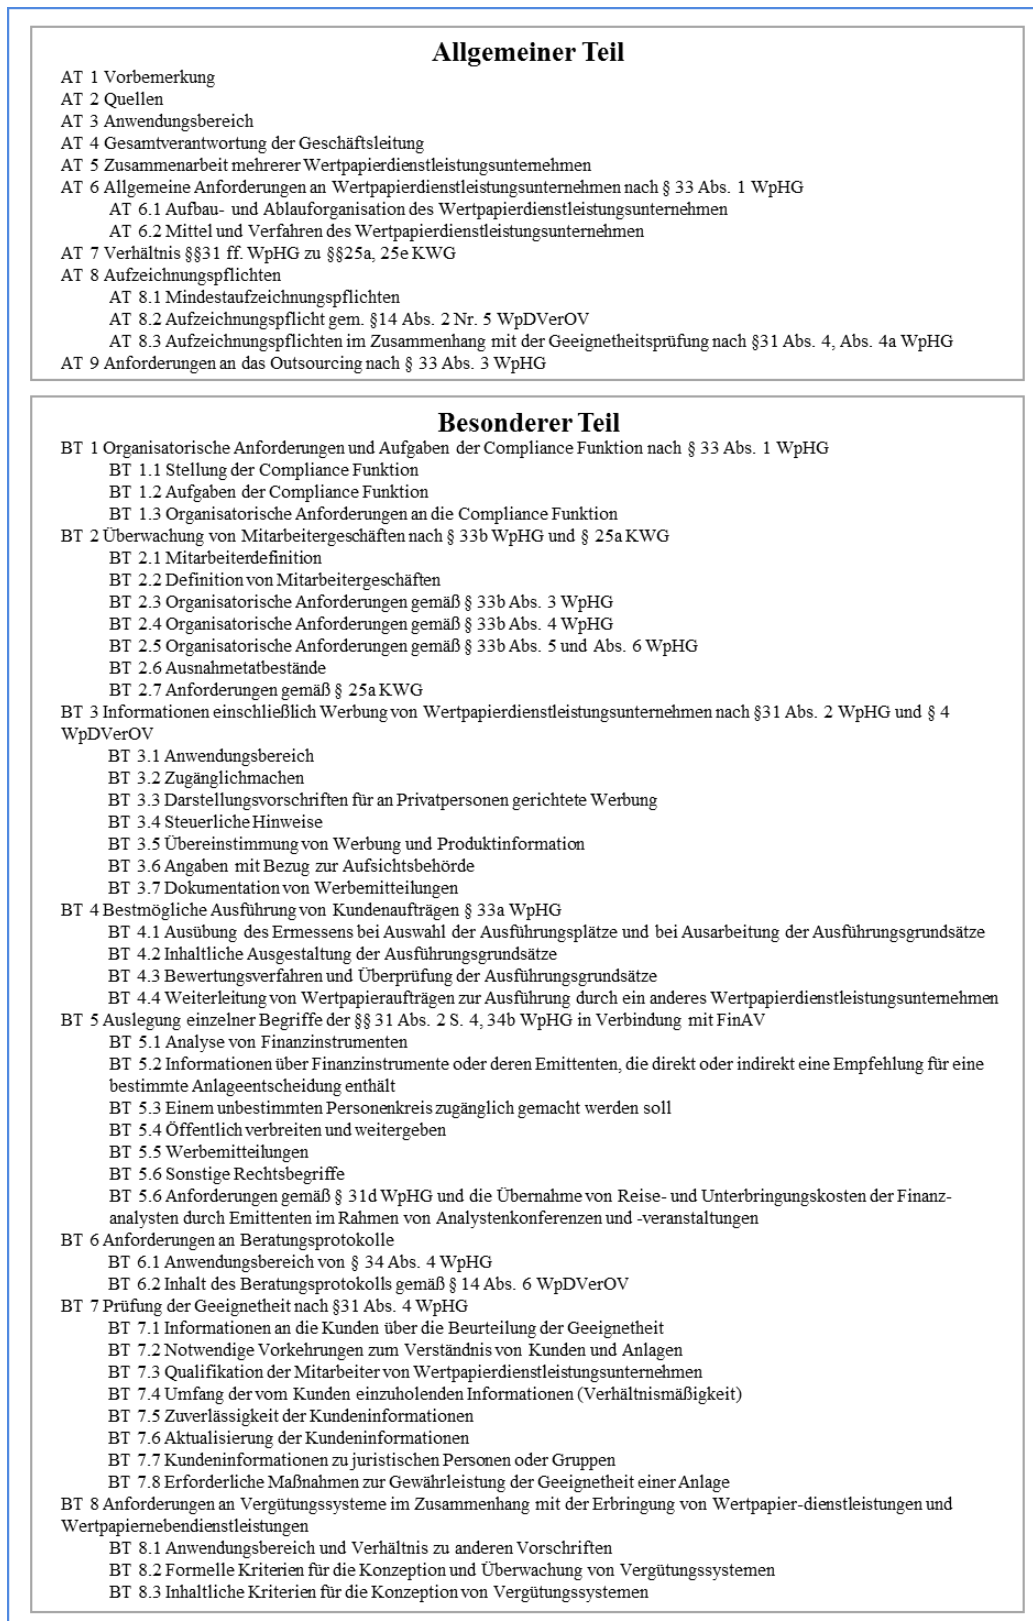 Allgemeiner Teil
AT 1 Vorbemerkung
AT 2 Quellen
AT 3 Anwendungsbereich
AT 4 Gesamtverantwortung der Geschäftsleitung
AT 5 Zusammenarbeit mehrerer Wertpapierdienstleistungsunternehmen
AT 6 Allgemeine Anforderungen an Wertpapierdienstleistungsunternehmen nach § 33 Abs. 1 WpHG
AT 6.1 Aufbau- und Ablauforganisation des Wertpapierdienstleistungsunternehmen
AT 6.2 Mittel und Verfahren des Wertpapierdienstleistungsunternehmen
AT 7 Verhältnis §§31 ff. WpHG zu §§25a, 25e KWG
AT 8 Aufzeichnungspflichten
AT 8.1 Mindestaufzeichnungspflichten
AT 8.2 Aufzeichnungspflicht gem. §14 Abs. 2 Nr. 5 WpDVerOV
AT 8.3 Aufzeichnungspflichten im Zusammenhang mit der Geeignetheitsprüfung nach §31 Abs. 4, Abs. 4a WpHG
AT 9 Anforderungen an das Outsourcing nach § 33 Abs. 3 WpHG
Besonderer Teil
BT 1 Organisatorische Anforderungen und Aufgaben der Compliance Funktion nach § 33 Abs. 1 WpHG
BT 1.1 Stellung der Compliance Funktion
BT 1.2 Aufgaben der Compliance Funktion
BT 1.3 Organisatorische Anforderungen an die Compliance Funktion
BT 2 Überwachung von Mitarbeitergeschäften nach § 33b WpHG und § 25a KWG
BT 2.1 Mitarbeiterdefinition
BT 2.2 Definition von Mitarbeitergeschäften
BT 2.3 Organisatorische Anforderungen gemäß § 33b Abs. 3 WpHG
BT 2.4 Organisatorische Anforderungen gemäß § 33b Abs. 4 WpHG
BT 2.5 Organisatorische Anforderungen gemäß § 33b Abs. 5 und Abs. 6 WpHG
BT 2.6 Ausnahmetatbestände
BT 2.7 Anforderungen gemäß § 25a KWG
BT 3 Informationen einschließlich Werbung von Wertpapierdienstleistungsunternehmen nach §31 Abs. 2 WpHG und § 4
WpDVerOV
BT 3.1 Anwendungsbereich
BT 3.2 Zugänglichmachen
BT 3.3 Darstellungsvorschriften für an Privatpersonen gerichtete Werbung
BT 3.4 Steuerliche Hinweise
BT 3.5 Übereinstimmung von Werbung und Produktinformation
BT 3.6 Angaben mit Bezug zur Aufsichtsbehörde
BT 3.7 Dokumentation von Werbemitteilungen
BT 4 Bestmögliche Ausführung von Kundenaufträgen § 33a WpHG
BT 4.1 Ausübung des Ermessens bei Auswahl der Ausführungsplätze und bei Ausarbeitung der Ausführungsgrundsätze
BT 4.2 Inhaltliche Ausgestaltung der Ausführungsgrundsätze
BT 4.3 Bewertungsverfahren und Überprüfung der Ausführungsgrundsätze
BT 4.4 Weiterleitung von Wertpapieraufträgen zur Ausführung durch ein anderes Wertpapierdienstleistungsunternehmen
BT 5 Auslegung einzelner Begriffe der §§ 31 Abs. 2 S. 4, 34b WpHG in Verbindung mit FinAV
BT 5.1 Analyse von Finanzinstrumenten
BT 5.2 Informationen über Finanzinstrumente oder deren Emittenten, die direkt oder indirekt eine Empfehlung für eine
bestimmte Anlageentscheidung enthält
BT 5.3 Einem unbestimmten Personenkreis zugänglich gemacht werden soll
BT 5.4 Öffentlich verbreiten und weitergeben
BT 5.5 Werbemitteilungen
BT 5.6 Sonstige Rechtsbegriffe
BT 5.6 Anforderungen gemäß § 31d WpHG und die Übernahme von Reise- und Unterbringungskosten der Finanz-
analysten durch Emittenten im Rahmen von Analystenkonferenzen und -veranstaltungen
BT 6 Anforderungen an Beratungsprotokolle
BT 6.1 Anwendungsbereich von § 34 Abs. 4 WpHG
BT 6.2 Inhalt des Beratungsprotokolls gemäß § 14 Abs. 6 WpDVerOV
BT 7 Prüfung der Geeignetheit nach §31 Abs. 4 WpHG
BT 7.1 Informationen an die Kunden über die Beurteilung der Geeignetheit
BT 7.2 Notwendige Vorkehrungen zum Verständnis von Kunden und Anlagen
BT 7.3 Qualifikation der Mitarbeiter von Wertpapierdienstleistungsunternehmen
BT 7.4 Umfang der vom Kunden einzuholenden Informationen (Verhältnismäßigkeit)
BT 7.5 Zuverlässigkeit der Kundeninformationen
BT 7.6 Aktualisierung der Kundeninformationen
BT 7.7 Kundeninformationen zu juristischen Personen oder Gruppen
BT 7.8 Erforderliche Maßnahmen zur Gewährleistung der Geeignetheit einer Anlage
BT 8 Anforderungen an Vergütungssysteme im Zusammenhang mit der Erbringung von Wertpapier-dienstleistungen und
Wertpapiernebendienstleistungen
BT 8.1 Anwendungsbereich und Verhältnis zu anderen Vorschriften
BT 8.2 Formelle Kriterien für die Konzeption und Überwachung von Vergütungssystemen
BT 8.3 Inhaltliche Kriterien für die Konzeption von Vergütungssystemen